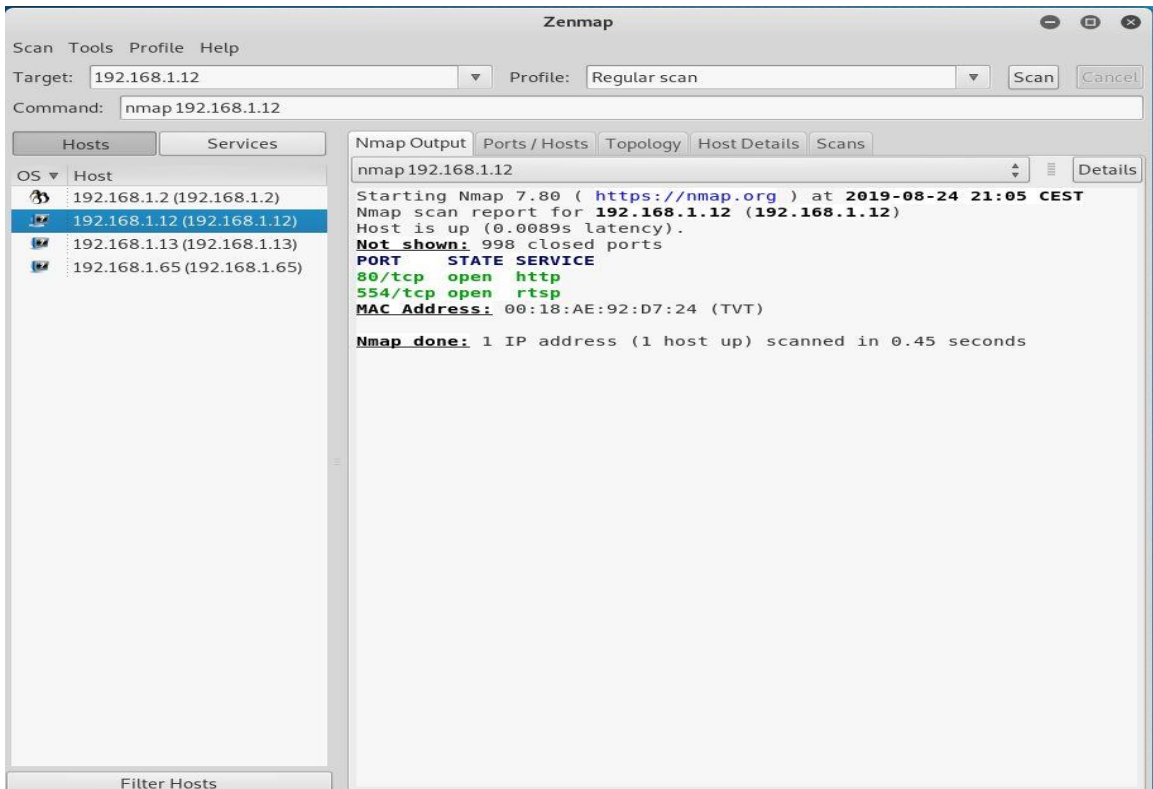 Zenmap
Scan Tools Profile Help
Target: 192.168.1.12 Profile: Regular scan Scan Cancel
Command: nmap 192.168.1.12
Hosts Services
OS Host
192.168.1.2 (192.168.1.2)
192.168.1.12 (192.168.1.12)
192.168.1.13 (192.168.1.13)
192.168.1.65 (192.168.1.65)
Filter Hosts
Nmap Output Ports / Hosts Topology Host Details Scans
nmap 192.168.1.12 Details
Starting Nmap 7.80 ( https://nmap.org ) at 2019-08-24 21:05 CEST
Nmap scan report for 192.168.1.12 (192.168.1.12)
Host is up (0.0089s latency).
Not shown: 998 closed ports
PORT STATE SERVICE
80/tcp open http
554/tcp open rtsp
MAC Address: 00:18:AE:92:D7:24 (TVT)
Nmap done: 1 IP address (1 host up) scanned in 0.45 seconds